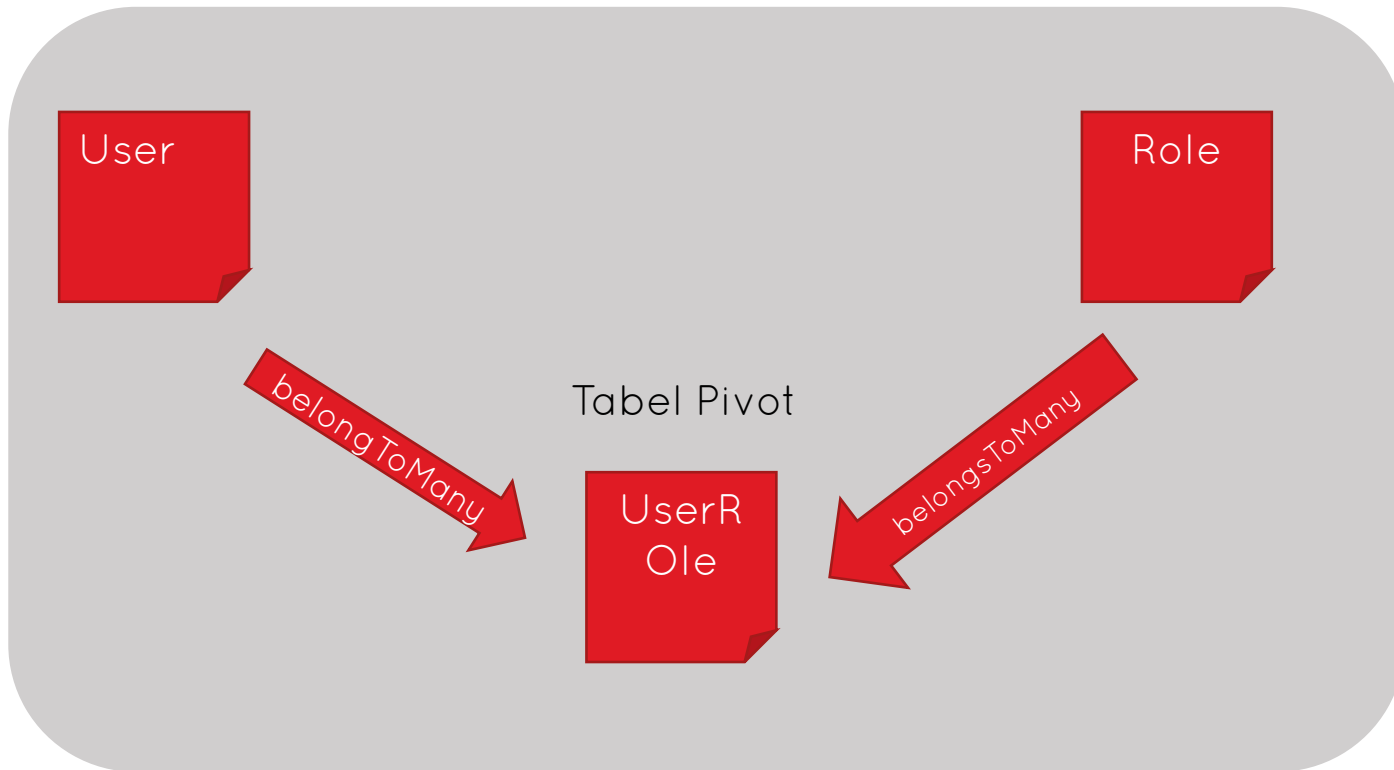 User
Role
belongToMany
Tabel Pivot
belongsToMany
UserR
Ole